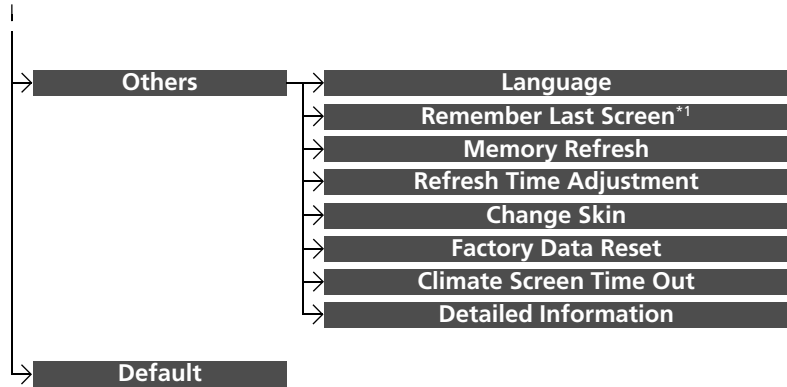 Others
Language
Remember Last Screen*1
Memory Refresh
Refresh Time Adjustment
Change Skin
Factory Data Reset
Climate Screen Time Out
Detailed Information
Default